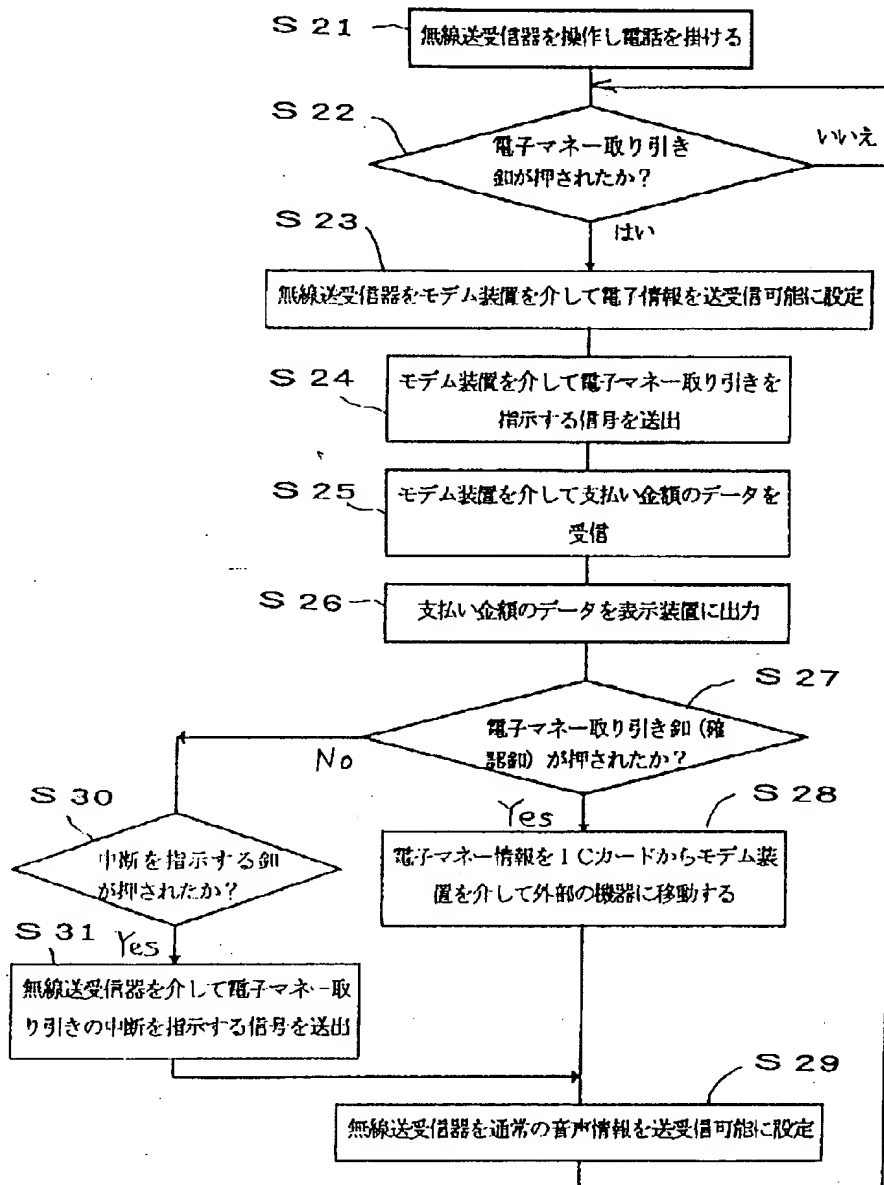 S 21
無線送受信器を操作し電話を掛ける
S 22
電子マネー取り引き
釦が押されたか?
いいえ
はい
S 23
無線送受信器をモデム装置を介して電子情報を送受信可能に設定
S 24
モデム装置を介して電子マネー取り引きを
指示する信号を送出
S 25
モデム装置を介して支払い金額のデータを
受信
S 26
支払い金額のデータを表示装置に出力
S 27
電子マネー取り引き釦(確
認釦)が押されたか?
No
Yes
S 28
電子マネー情報をICカードからモデム装
置を介して外部の機器に移動する
S 30
中断を指示する釦
が押されたか?
Yes
S 31
無線送受信器を介して電子マネー取
り引きの中断を指示する信号を送出
S 29
無線送受信器を通常の音声情報を送受信可能に設定